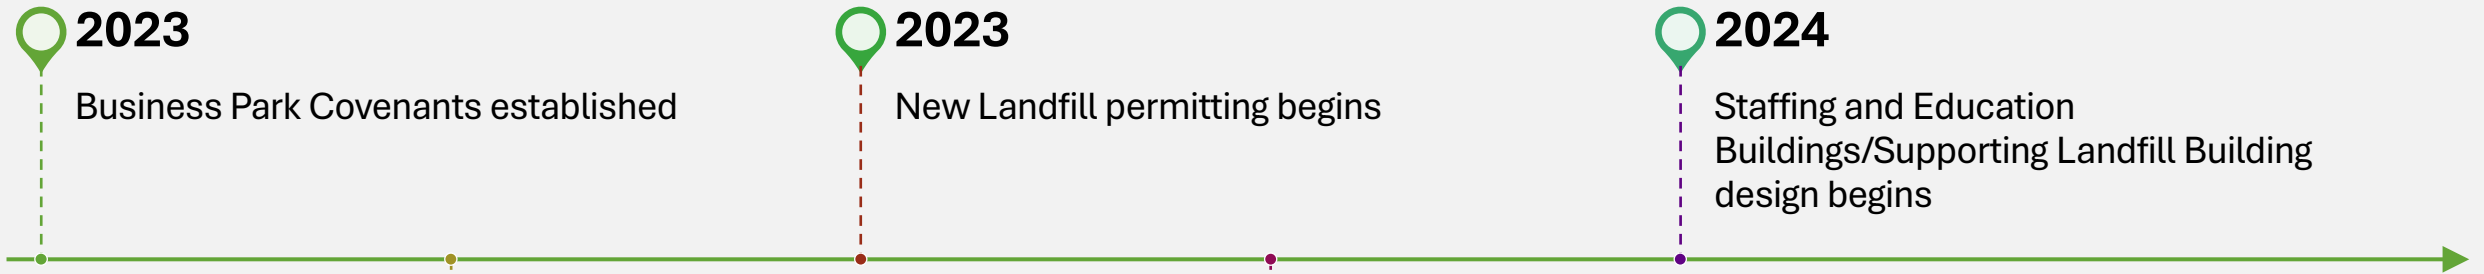 2023
Business Park Covenants established
2023
New Landfill permitting begins
2024
Staffing and Education
Buildings/Supporting Landfill Building
design begins